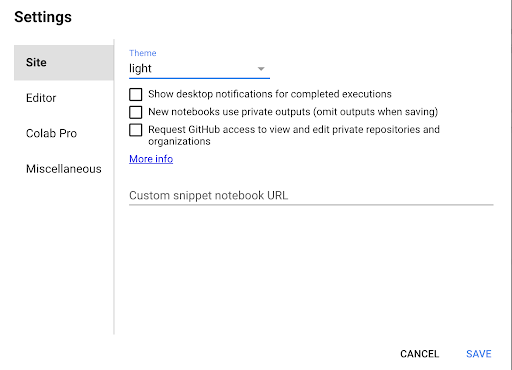 Settings
Site
Editor
Colab Pro
Miscellaneous
Theme
light
Show desktop notifications for completed executions
New notebooks use private outputs (omit outputs when saving)
Request GitHub access to view and edit private repositories and
organizations
More info
Custom snippet notebook URL
CANCEL SAVE